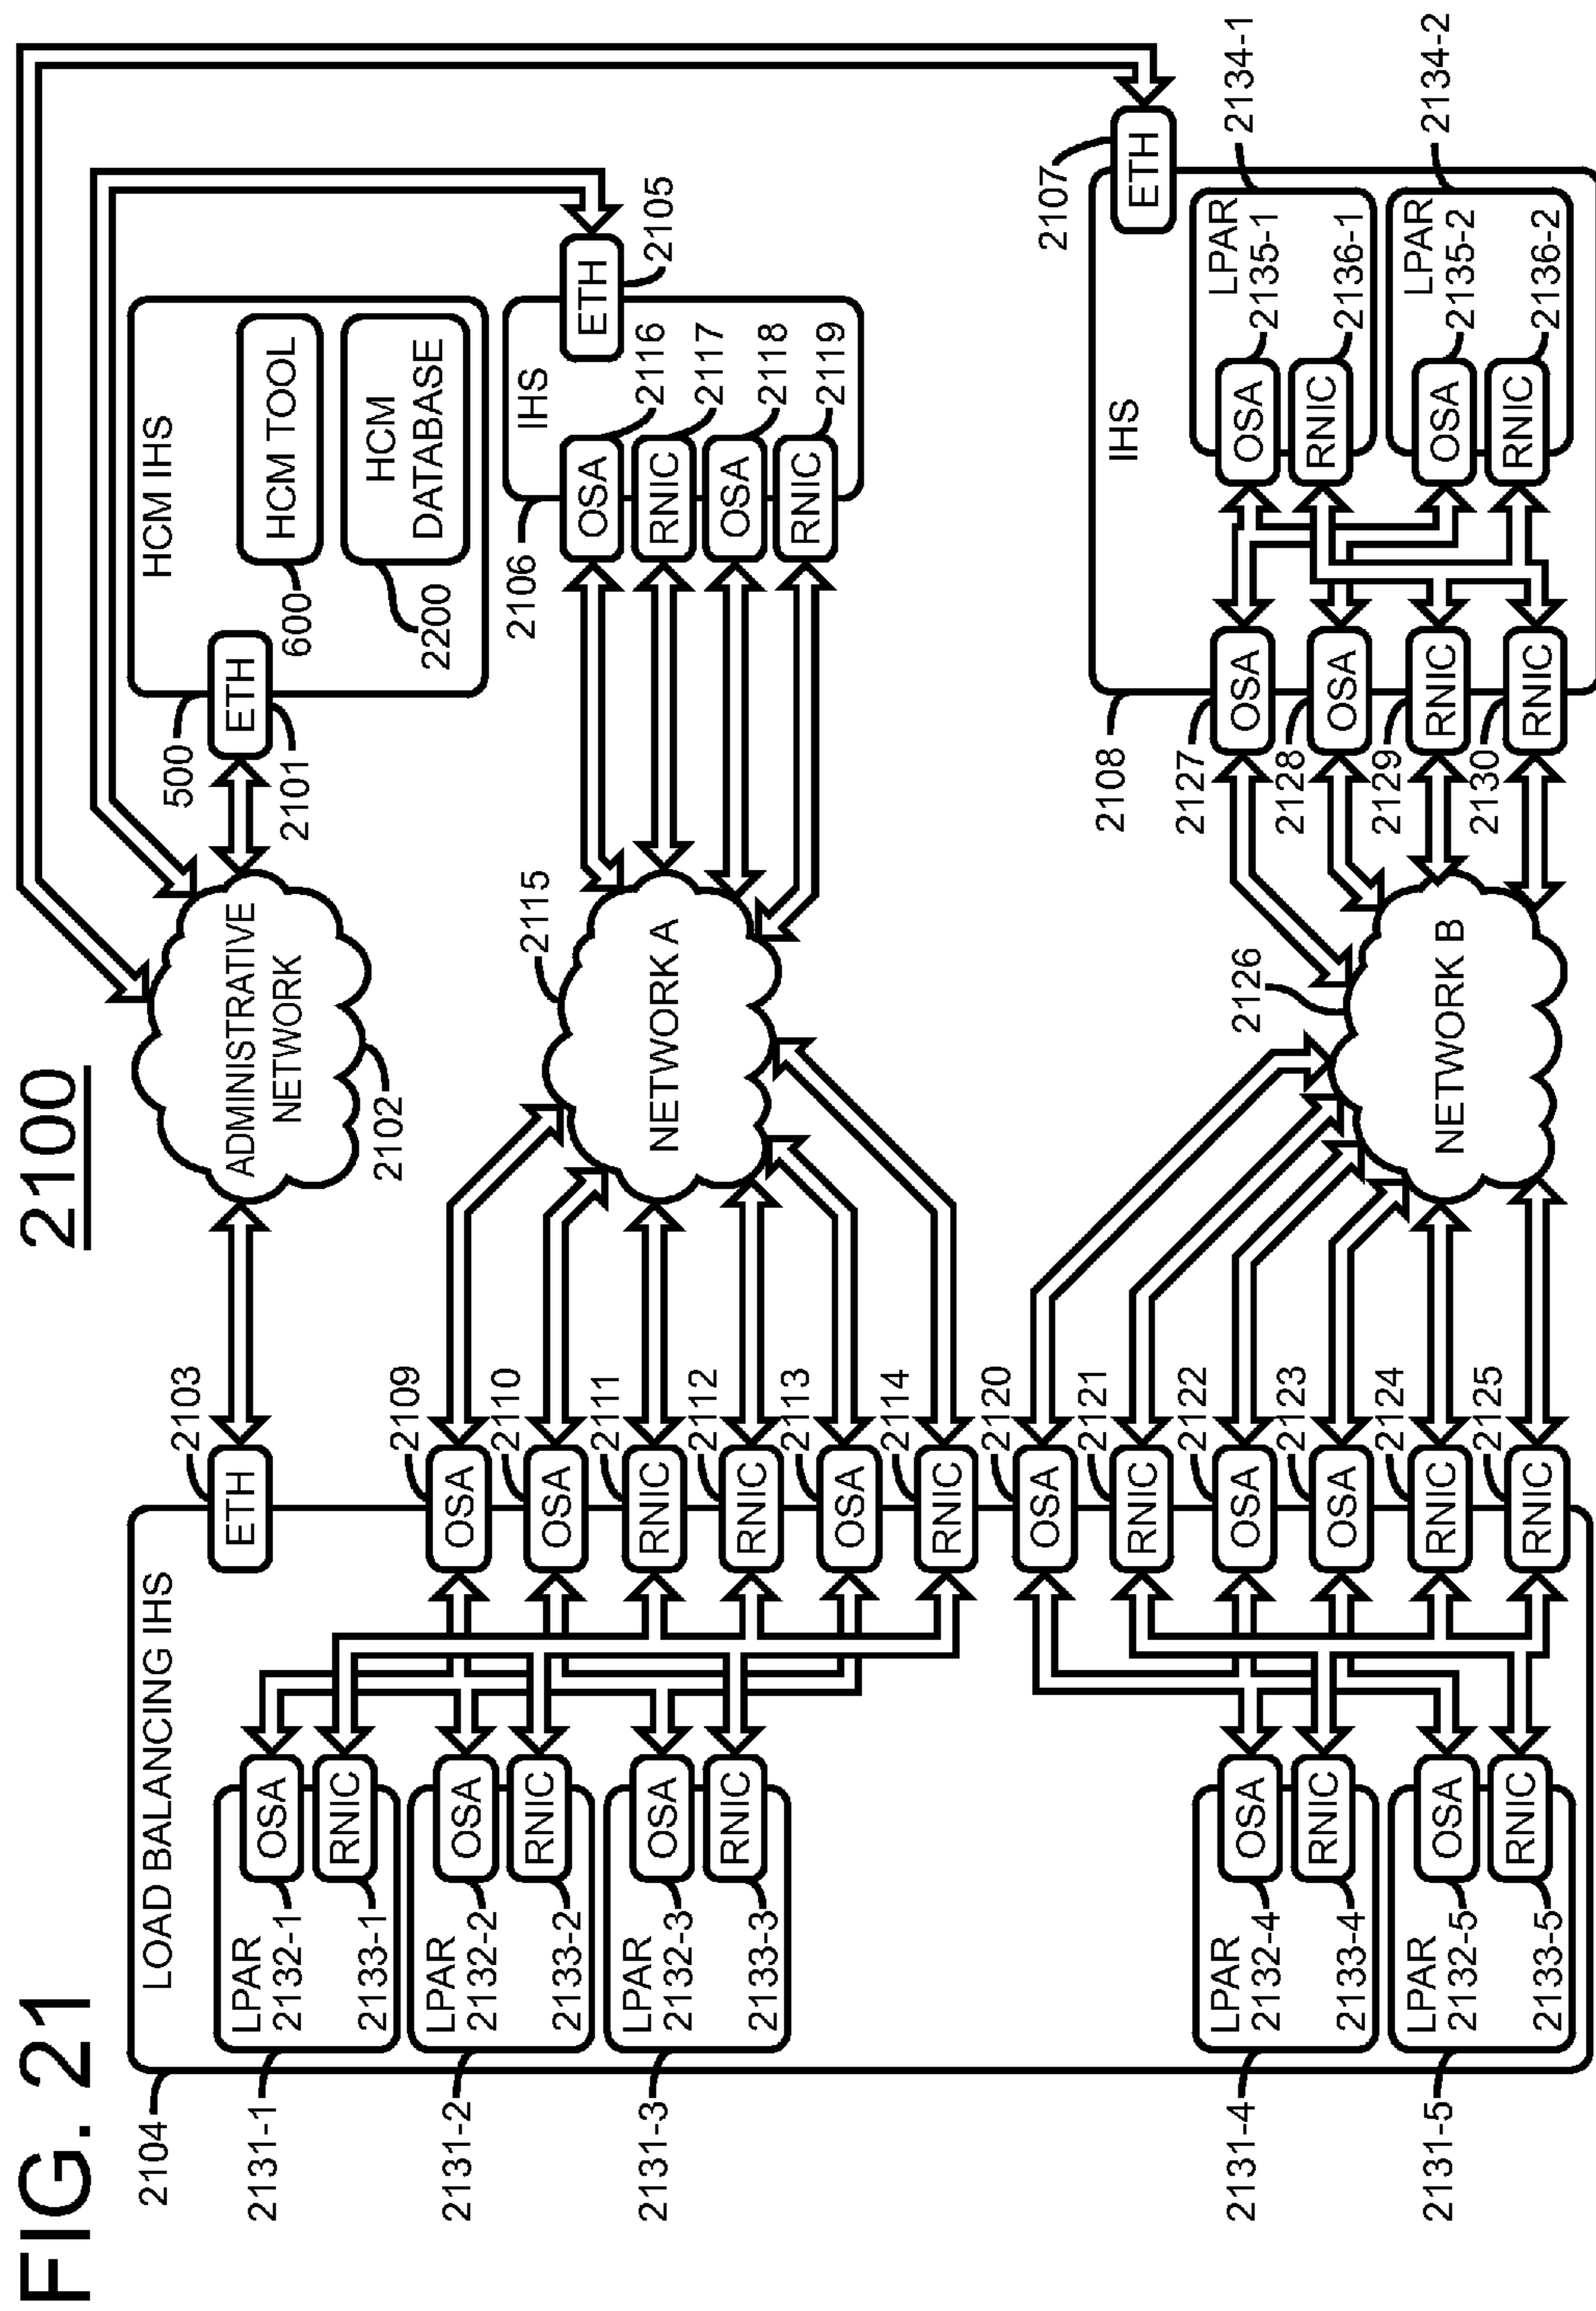 FIG. 21
2100
LOAD BALANCING IHS
2104
ETH
2103
ADMINISTRATIVE
NETWORK
2102
HCM IHS
500
ETH
2101
HCM TOOL
600
HCM
DATABASE
2200
2131-1
LPAR
2132-1
2133-1
OSA
RNIC
2131-2
LPAR
2132-2
2133-2
OSA
RNIC
2131-3
LPAR
2132-3
2133-3
OSA
RNIC
2131-4
LPAR
2132-4
2133-4
OSA
RNIC
2131-5
LPAR
2132-5
2133-5
OSA
RNIC
OSA
2109
OSA
2110
RNIC
2111
RNIC
2112
OSA
2113
RNIC
2114
OSA
2120
RNIC
2121
OSA
2122
OSA
2123
RNIC
2124
RNIC
2125
NETWORK A
2115
NETWORK B
2126
IHS
2106
ETH
2105
OSA
2116
RNIC
2117
OSA
2118
RNIC
2119
IHS
2108
ETH
2107
OSA
2127
OSA
2128
RNIC
2129
RNIC
2130
LPAR
2134-1
OSA
2135-1
RNIC
2136-1
LPAR
2134-2
OSA
2135-2
RNIC
2136-2